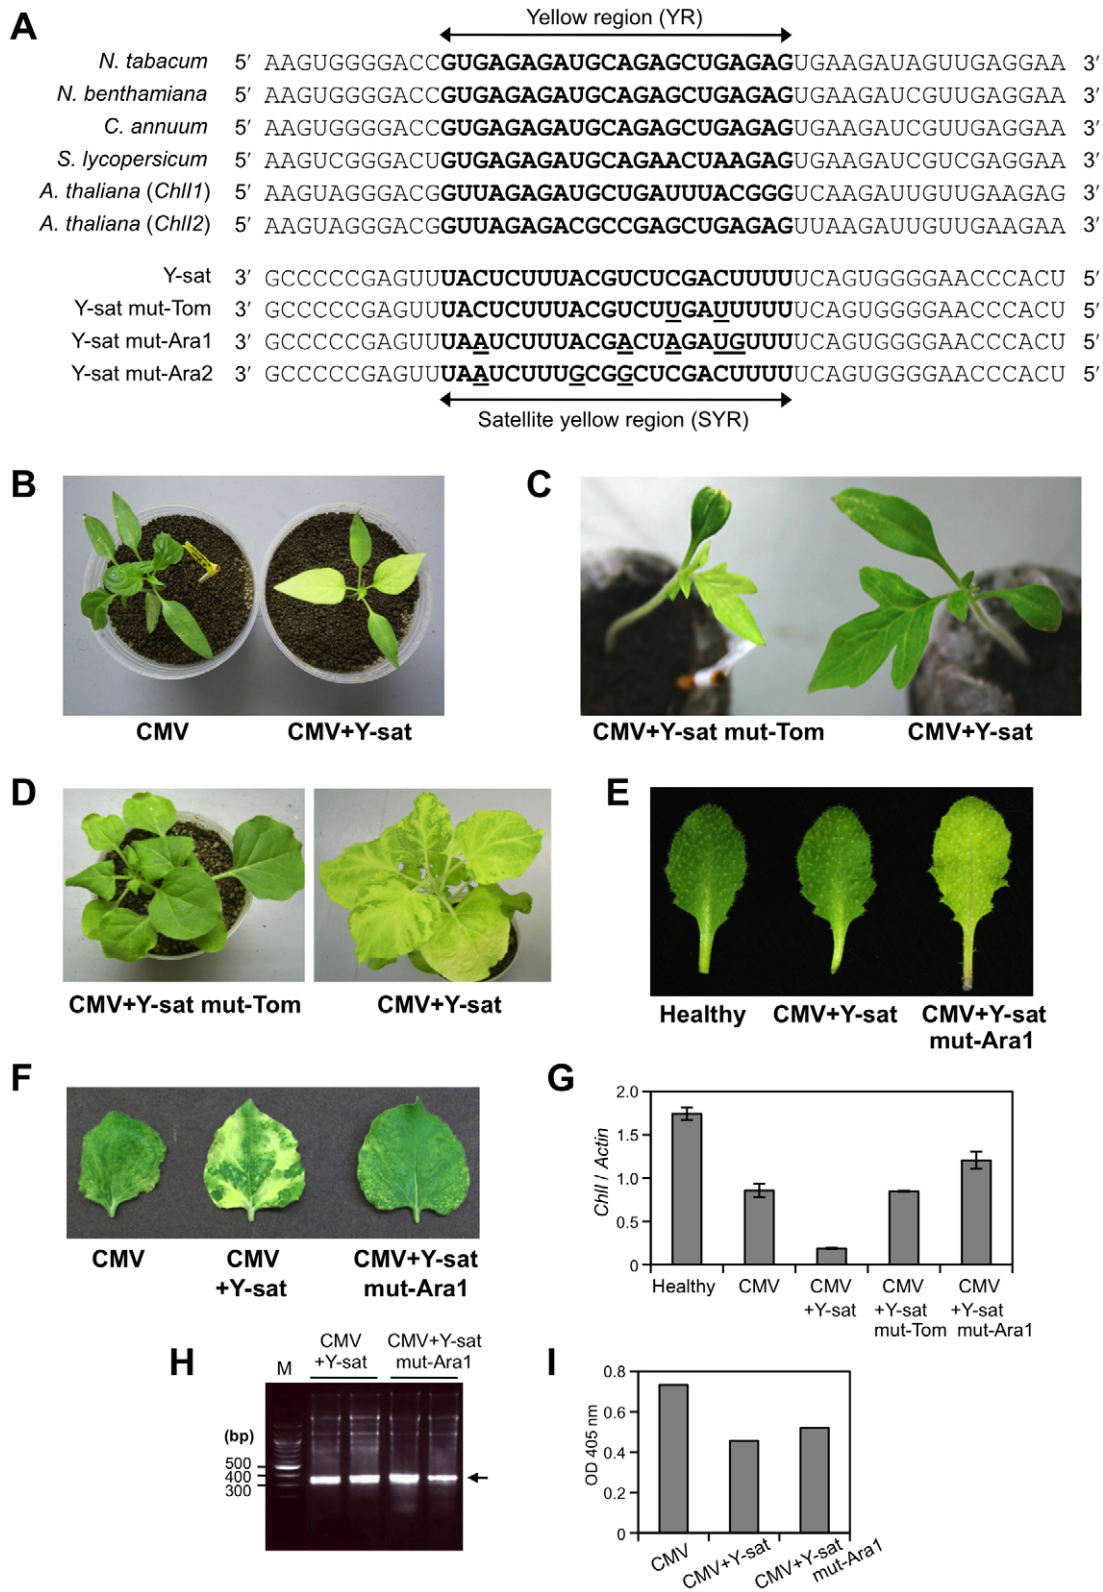 A
Yellow region (YR)
N. tabacum 5′ AAGUGGGGACCGUGAGAGAUGCAGAGCUGAGAGUGAAGAUAGUUGAGGAA 3′
N. benthamiana 5′ AAGUGGGGACCGUGAGAGAUGCAGAGCUGAGAGUGAAGAUCGUUGAGGAA 3′
C. annuum 5′ AAGUGGGGACCGUGAGAGAUGCAGAGCUGAGAGUGAAGAUCGUUGAGGAA 3′
S. lycopersicum 5′ AAGUCGGGACUGUGAGAGAUGCAGAACUAAGAGUGAAGAUCGUCGAGGAA 3′
A. thaliana (ChlI1) 5′ AAGUAGGGACGGUUAGAGAUGCUGAUUUACGGGUCAAGAUUGUUGAAGAG 3′
A. thaliana (ChlI2) 5′ AAGUAGGGACGGUUAGAGACGCCGAGCUGAGAGUUAAGAUUGUUGAAGAA 3′
Y-sat 3′ GCCCCCGAGUUUACUCUUUACGUCUCGACUUUUUCAGUGGGGAACCCACU 5′
Y-sat mut-Tom 3′ GCCCCCGAGUUUACUCUUUACGUCUUGAUUUUUUCAGUGGGGAACCCACU 5′
Y-sat mut-Ara1 3′ GCCCCCGAGUUUAAUCUUUACGACUAGAUGUUUUCAGUGGGGAACCCACU 5′
Y-sat mut-Ara2 3′ GCCCCCGAGUUUAAUCUUUGCGGCUCGACUUUUUCAGUGGGGAACCCACU 5′
Satellite yellow region (SYR)
B
CMV CMV+Y-sat
C
CMV+Y-sat mut-Tom CMV+Y-sat
D
CMV+Y-sat mut-Tom CMV+Y-sat
E
Healthy CMV+Y-sat CMV+Y-sat
mut-Ara1
F
CMV CMV CMV+Y-sat
+Y-sat mut-Ara1
G
ChlI / Actin
2.0
1.5
1.0
0.5
0
Healthy CMV CMV CMV CMV
+Y-sat +Y-sat +Y-sat
mut-Tom mut-Ara1
H
M CMV CMV+Y-sat
+Y-sat mut-Ara1
(bp)
500
400
300
I
OD 405 nm
0.8
0.6
0.4
0.2
0
CMV CMV+Y-sat CMV+Y-sat
mut-Ara1